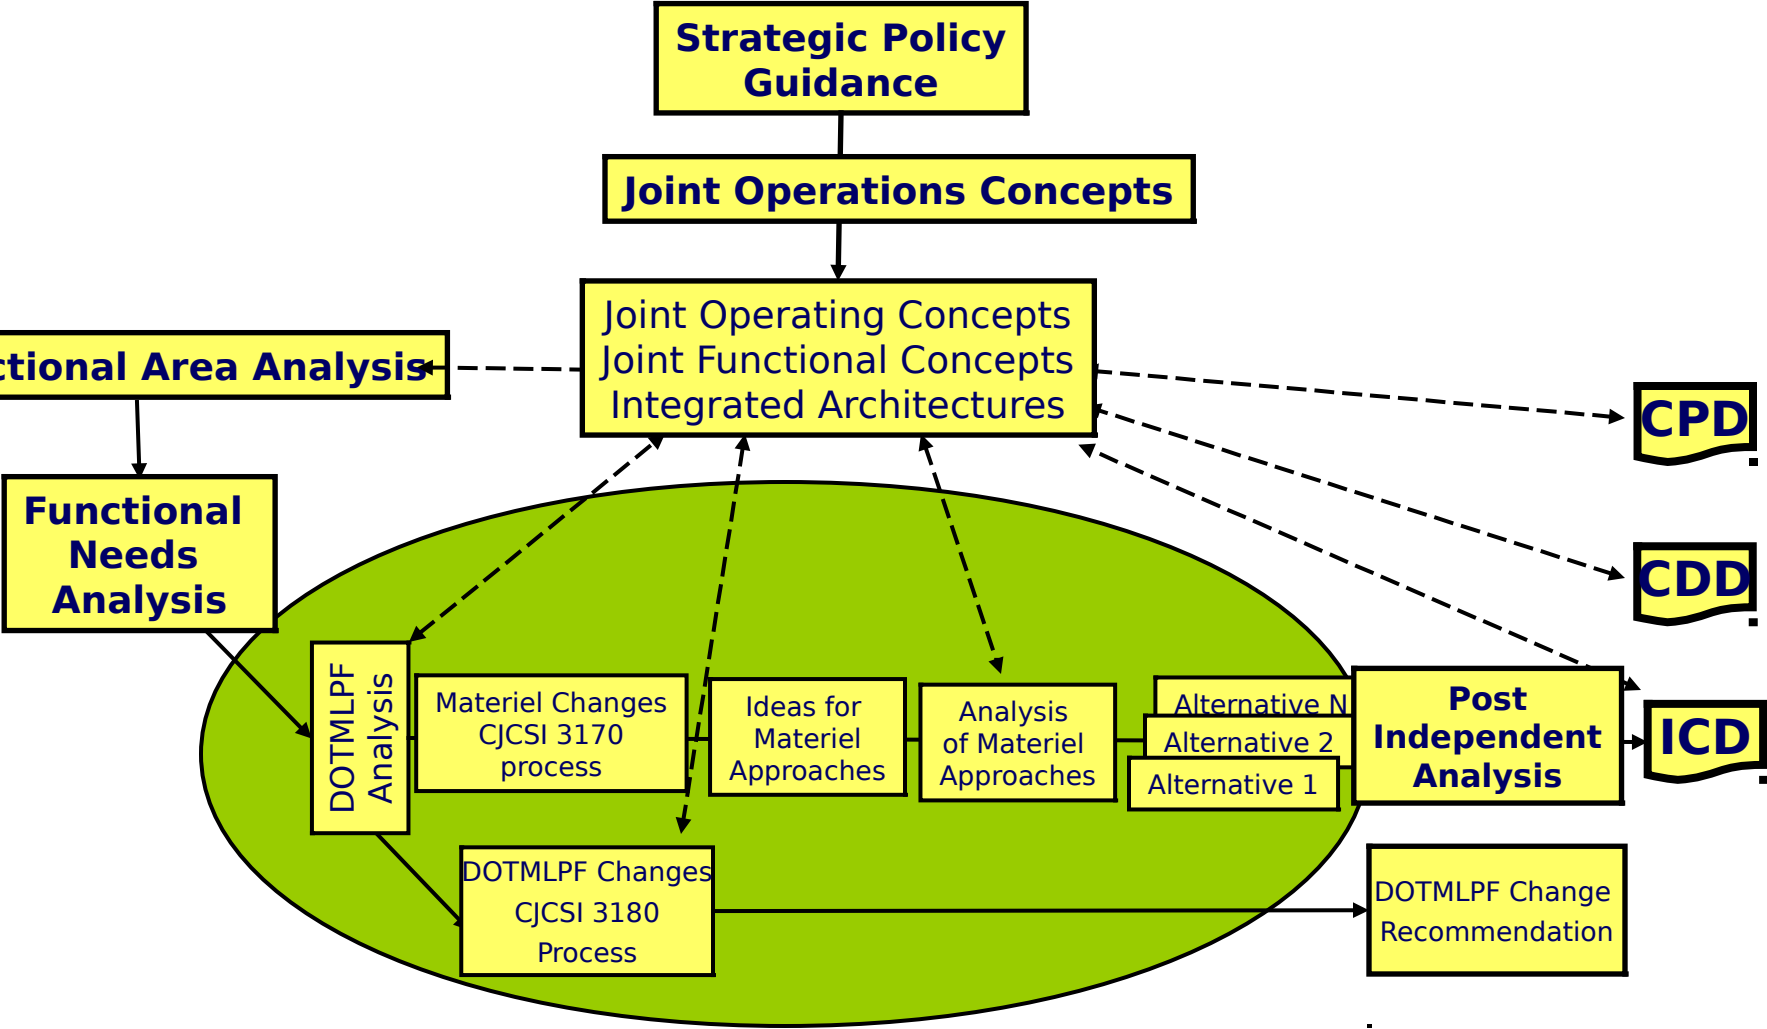 Strategic Policy
Guidance
Joint Operations Concepts
Joint Operating Concepts
Joint Functional Concepts
Integrated Architectures
ctional Area Analysis
CPD
Functional
Needs
Analysis
CDD
DOTMLPF
Analysis
Materiel Changes
CJCSI 3170
process
Ideas for
Materiel
Approaches
Analysis
of Materiel
Approaches
Alternative N
Alternative 2
Alternative 1
Post
Independent
Analysis
ICD
DOTMLPF Changes
CJCSI 3180
Process
DOTMLPF Change
Recommendation